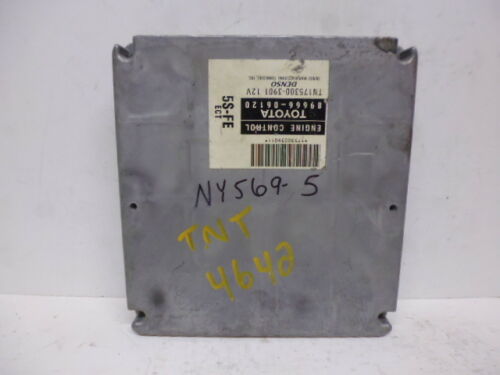 ENGINE CONTROL
TOYOTA
89666-06120
DENSO
TN175300-3901 12V
5S-FE
ECT
NY569-5
TNT
4642